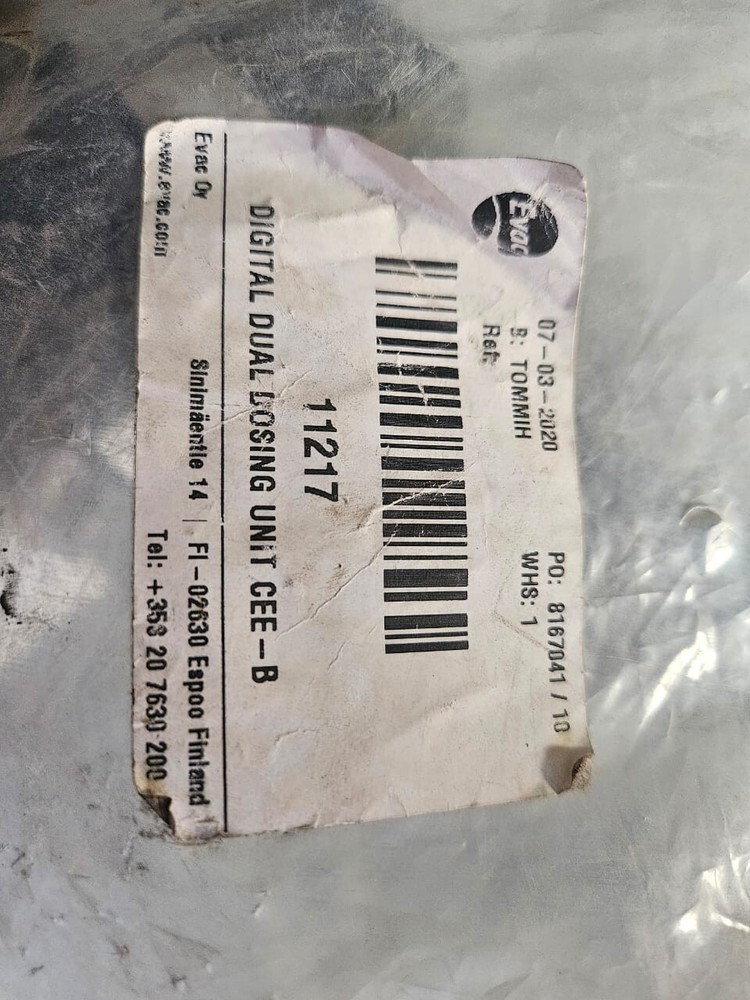 Evac
07-03-2020
PO: 8167041 / 10
B: TOMMIH
WHS: 1
Ref:
11217
DIGITAL DUAL DOSING UNIT CEE-B
Evac Oy
Sinimäentie 14 | FI-02630 Espoo Finland
www.evac.com
Tel: +358 20 7630 200